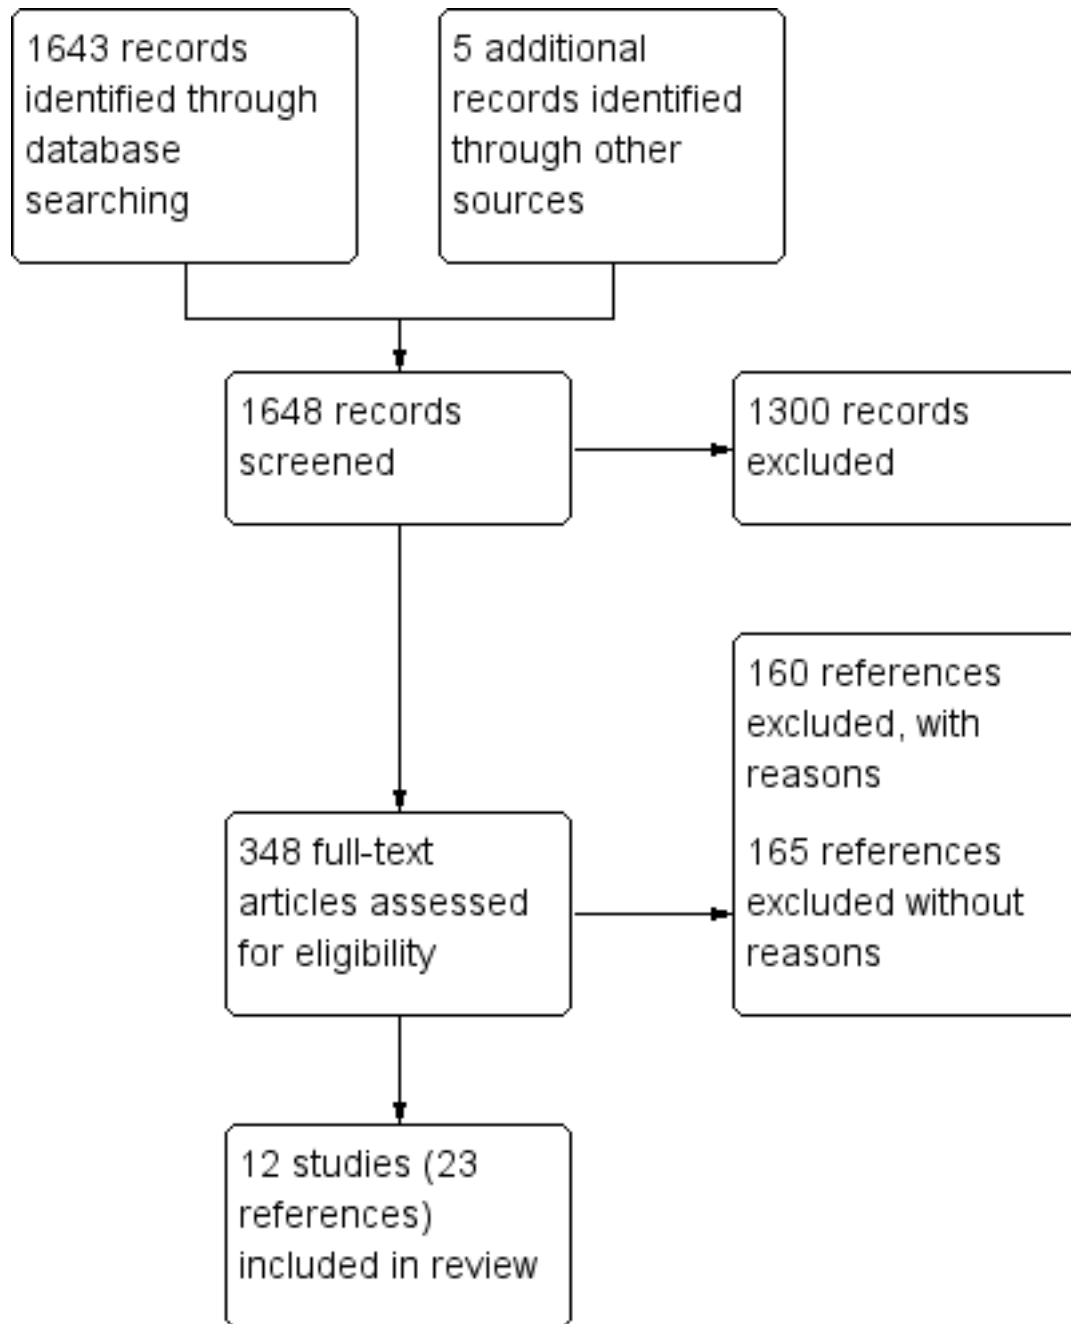 1643 records
identified through
database
searching
5 additional
records identified
through other
sources
1648 records
screened
1300 records
excluded
160 references
excluded, with
reasons
165 references
excluded without
reasons
348 full-text
articles assessed
for eligibility
12 studies (23
references)
included in review